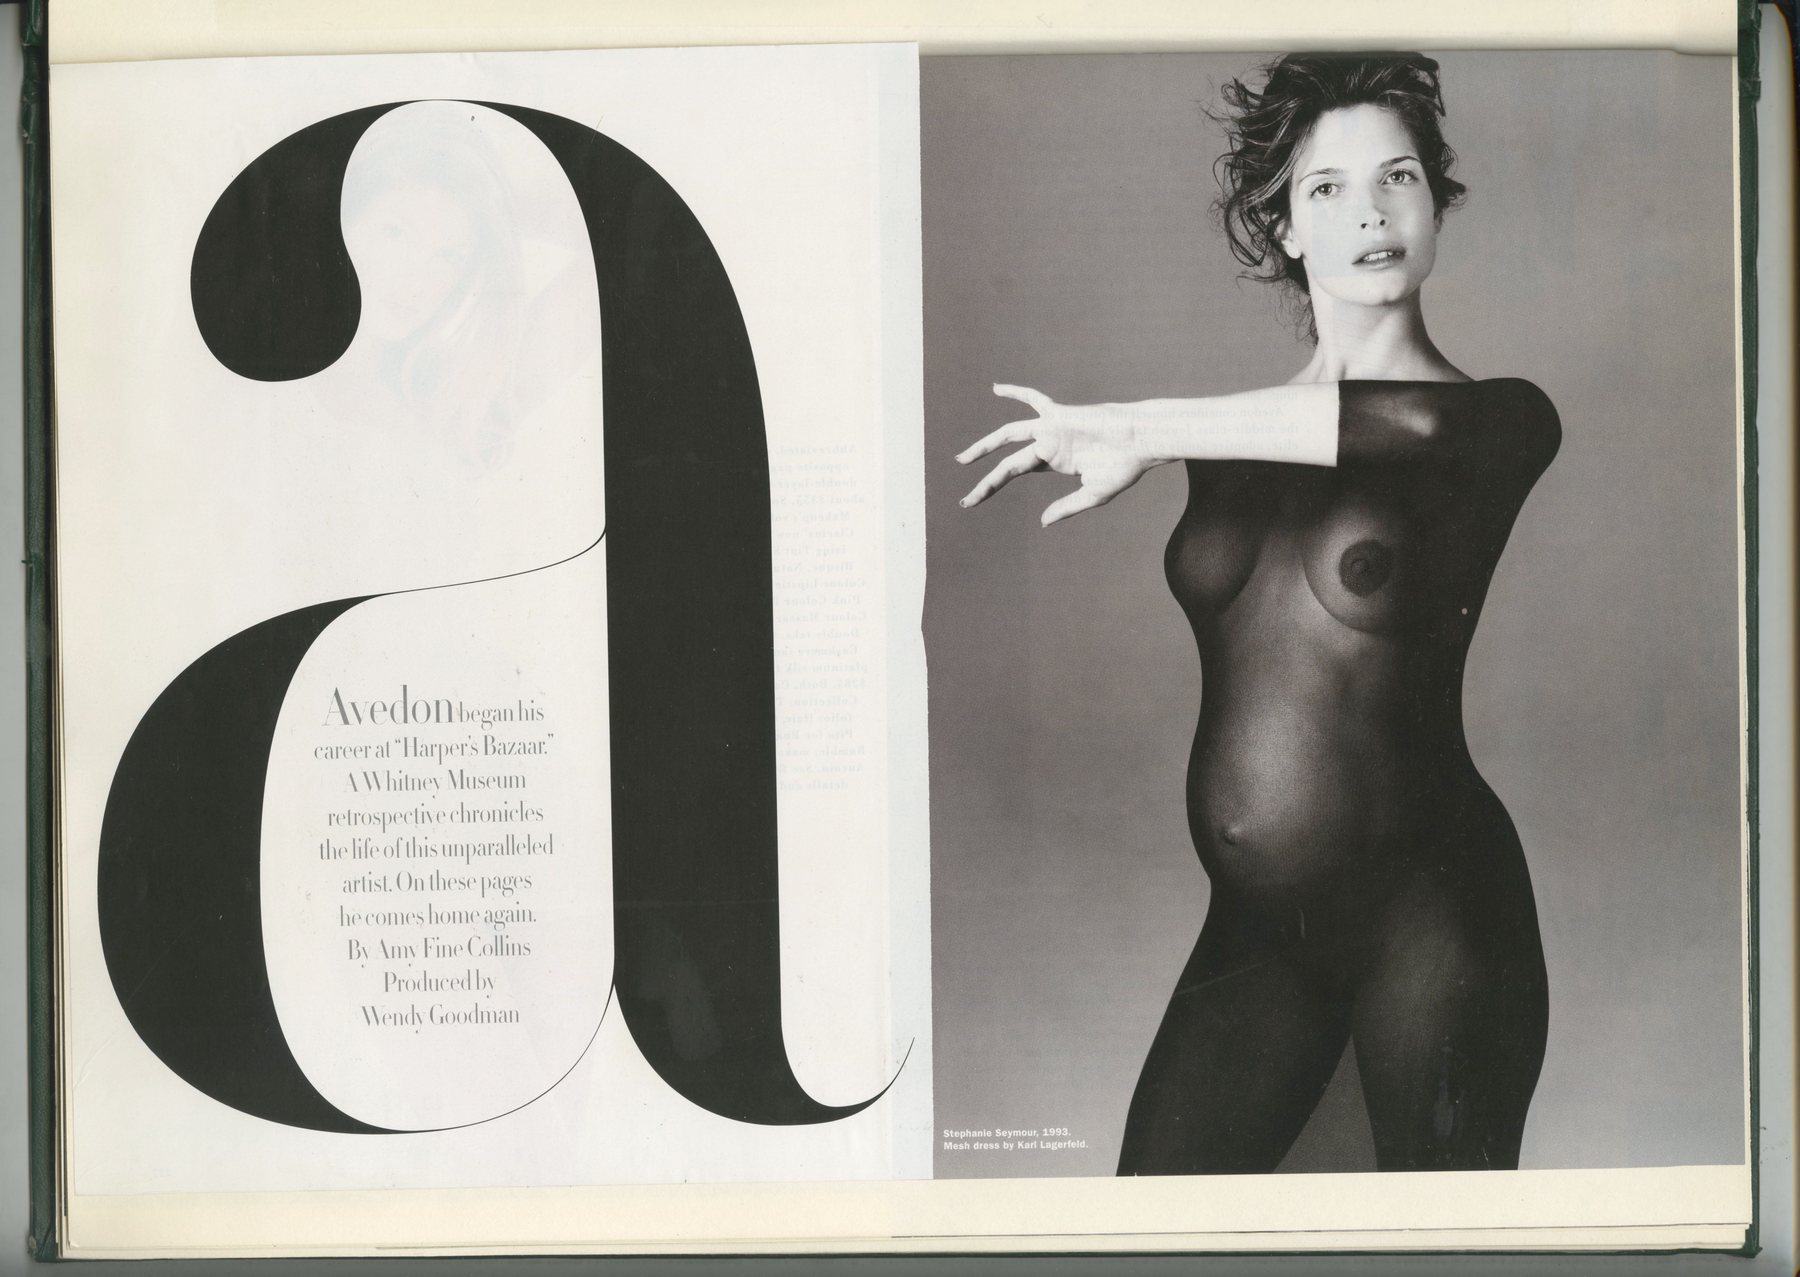 a
Avedon began his
career at “Harper’s Bazaar.”
A Whitney Museum
retrospective chronicles
the life of this unparalleled
artist. On these pages
he comes home again.
By Amy Fine Collins
Produced by
Wendy Goodman
Stephanie Seymour, 1993.
Mesh dress by Karl Lagerfeld.